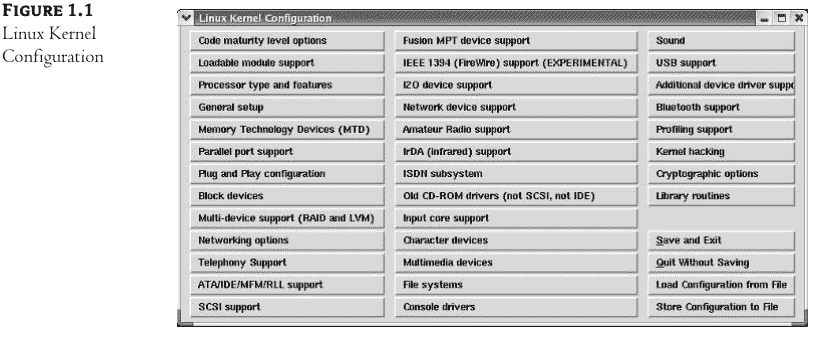 FIGURE 1.1
Linux Kernel
Configuration
Linux Kernel Configuration
Code maturity level options
Loadable module support
Processor type and features
General setup
Memory Technology Devices (MTD)
Parallel port support
Plug and Play configuration
Block devices
Multi-device support (RAID and LVM)
Networking options
Telephony Support
ATA/IDE/MFM/RLL support
SCSI support
Fusion MPT device support
IEEE 1394 (FireWire) support (EXPERIMENTAL)
I2O device support
Network device support
Amateur Radio support
IrDA (infrared) support
ISDN subsystem
Old CD-ROM drivers (not SCSI, not IDE)
Input core support
Character devices
Multimedia devices
File systems
Console drivers
Sound
USB support
Additional device driver suppo
Bluetooth support
Profiling support
Kernel hacking
Cryptographic options
Library routines
Save and Exit
Quit Without Saving
Load Configuration from File
Store Configuration to File